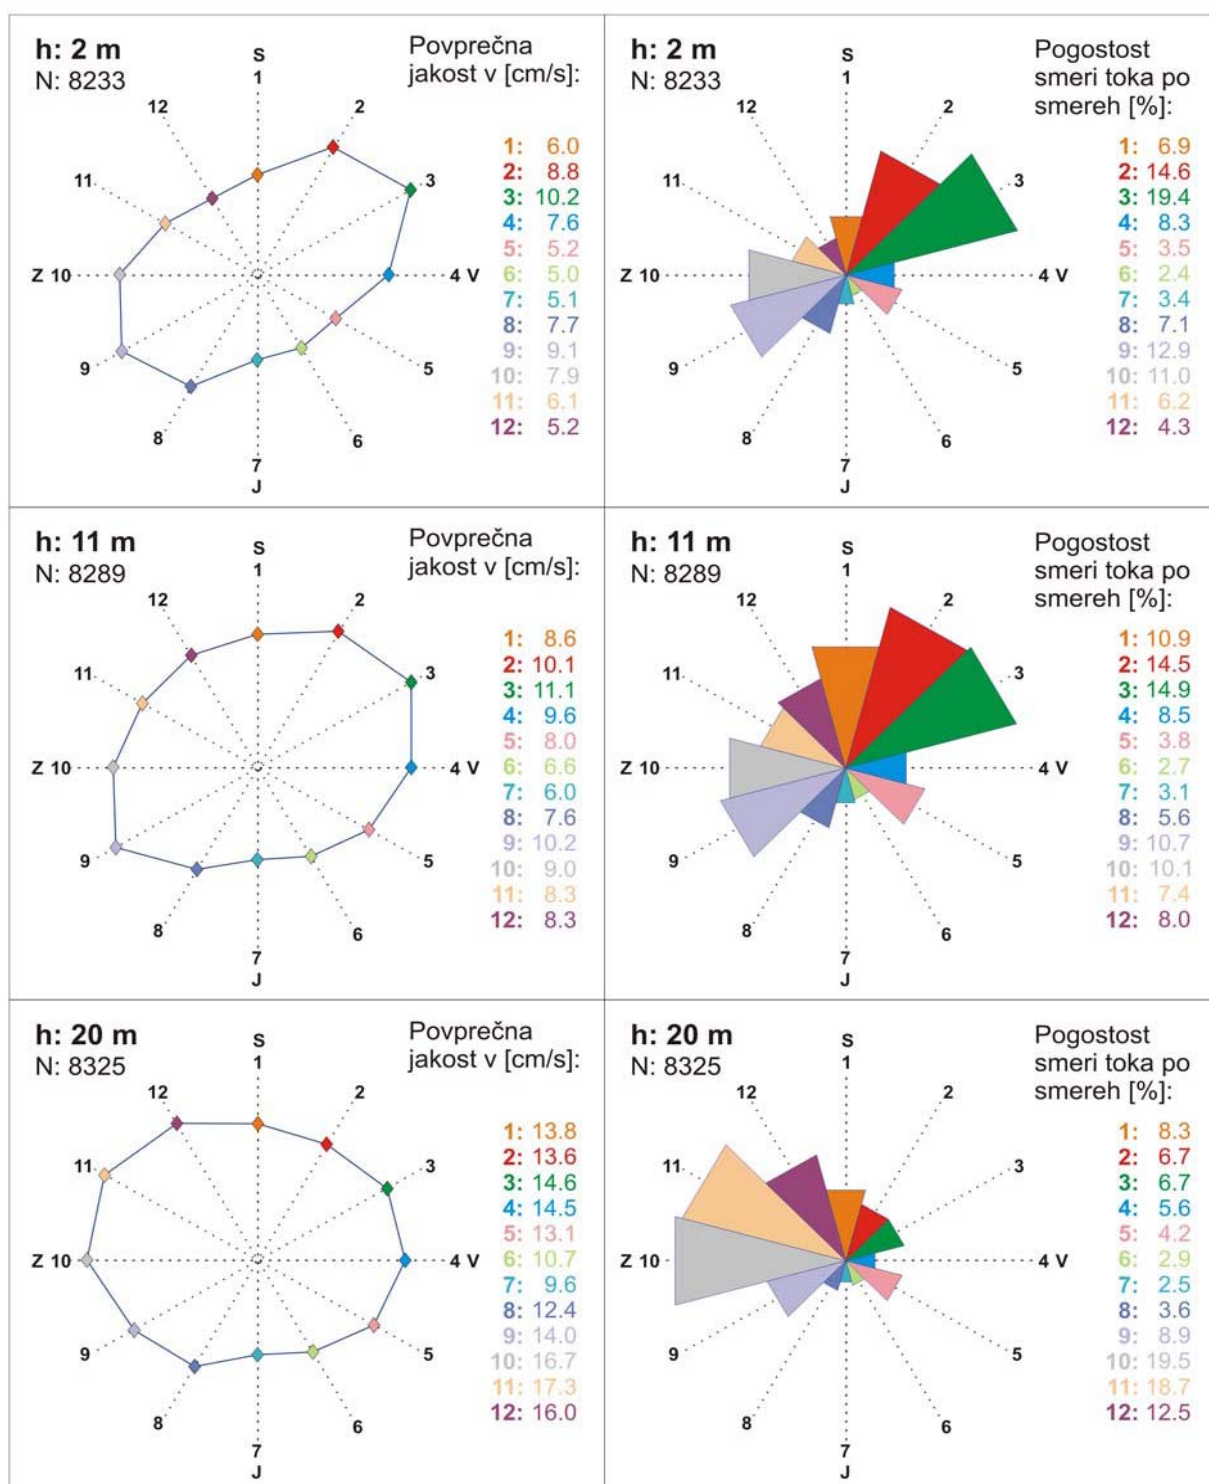 h: 2 m
N: 8233
Povprečna
jakost v [cm/s]:
S
1
2
3
4 V
5
6
7
J
8
9
Z 10
11
12
1: 6.0
2: 8.8
3: 10.2
4: 7.6
5: 5.2
6: 5.0
7: 5.1
8: 7.7
9: 9.1
10: 7.9
11: 6.1
12: 5.2
h: 2 m
N: 8233
Pogostost
smeri toka po
smereh [%]:
S
1
2
3
4 V
5
6
7
J
8
9
Z 10
11
12
1: 6.9
2: 14.6
3: 19.4
4: 8.3
5: 3.5
6: 2.4
7: 3.4
8: 7.1
9: 12.9
10: 11.0
11: 6.2
12: 4.3
h: 11 m
N: 8289
Povprečna
jakost v [cm/s]:
S
1
2
3
4 V
5
6
7
J
8
9
Z 10
11
12
1: 8.6
2: 10.1
3: 11.1
4: 9.6
5: 8.0
6: 6.6
7: 6.0
8: 7.6
9: 10.2
10: 9.0
11: 8.3
12: 8.3
h: 11 m
N: 8289
Pogostost
smeri toka po
smereh [%]:
S
1
2
3
4 V
5
6
7
J
8
9
Z 10
11
12
1: 10.9
2: 14.5
3: 14.9
4: 8.5
5: 3.8
6: 2.7
7: 3.1
8: 5.6
9: 10.7
10: 10.1
11: 7.4
12: 8.0
h: 20 m
N: 8325
Povprečna
jakost v [cm/s]:
S
1
2
3
4 V
5
6
7
J
8
9
Z 10
11
12
1: 13.8
2: 13.6
3: 14.6
4: 14.5
5: 13.1
6: 10.7
7: 9.6
8: 12.4
9: 14.0
10: 16.7
11: 17.3
12: 16.0
h: 20 m
N: 8325
Pogostost
smeri toka po
smereh [%]:
S
1
2
3
4 V
5
6
7
J
8
9
Z 10
11
12
1: 8.3
2: 6.7
3: 6.7
4: 5.6
5: 4.2
6: 2.9
7: 2.5
8: 3.6
9: 8.9
10: 19.5
11: 18.7
12: 12.5